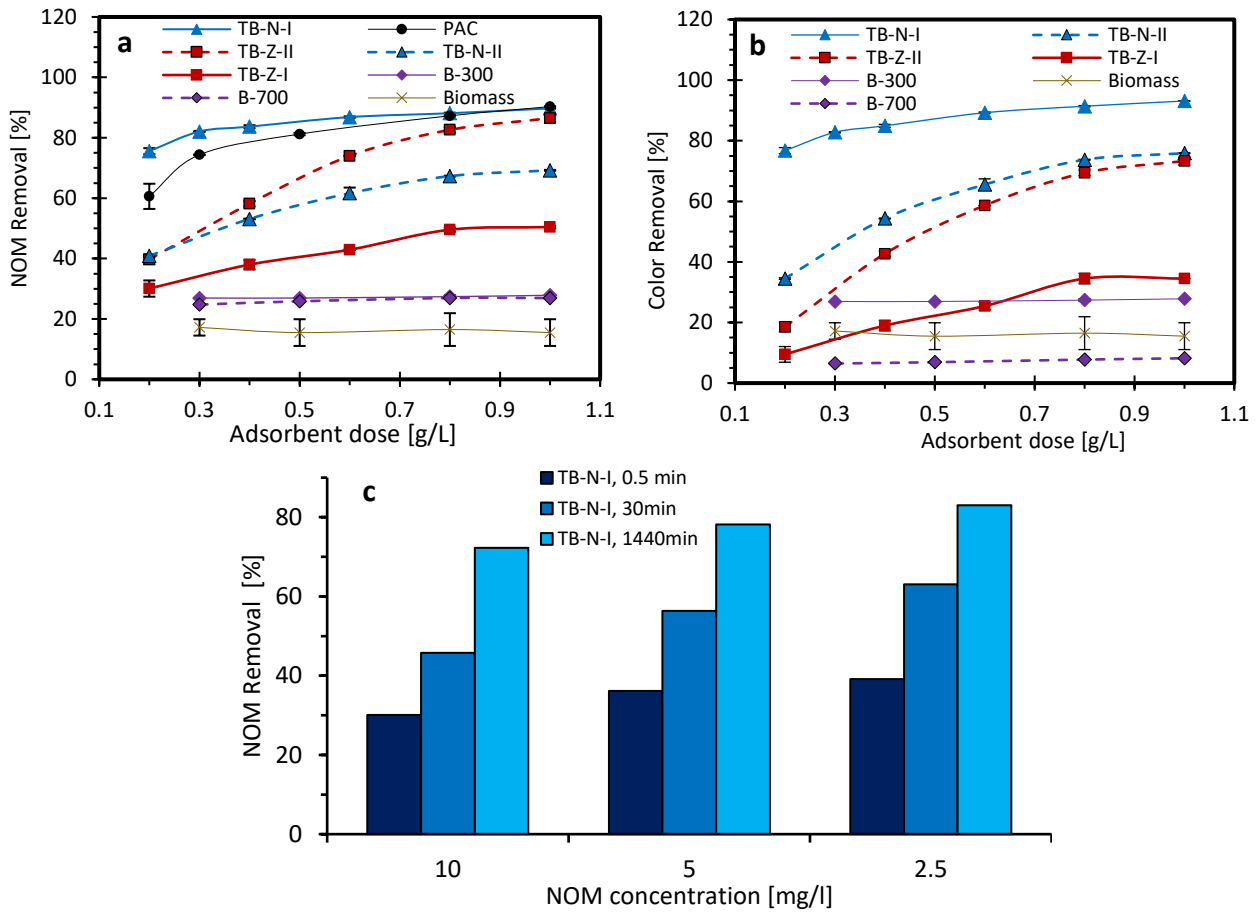 a
TB-N-I PAC
TB-Z-II TB-N-II
TB-Z-I B-300
B-700 Biomass
NOM Removal [%]
120
100
80
60
40
20
0
0.1 0.3 0.5 0.7 0.9 1.1
Adsorbent dose [g/L]
b
TB-N-I TB-N-II
TB-Z-II TB-Z-I
B-300 Biomass
B-700
Color Removal [%]
120
100
80
60
40
20
0
0.1 0.3 0.5 0.7 0.9 1.1
Adsorbent dose [g/L]
c
TB-N-I, 0.5 min
TB-N-I, 30min
TB-N-I, 1440min
NOM Removal [%]
80
60
40
20
0
10 5 2.5
NOM concentration [mg/l]